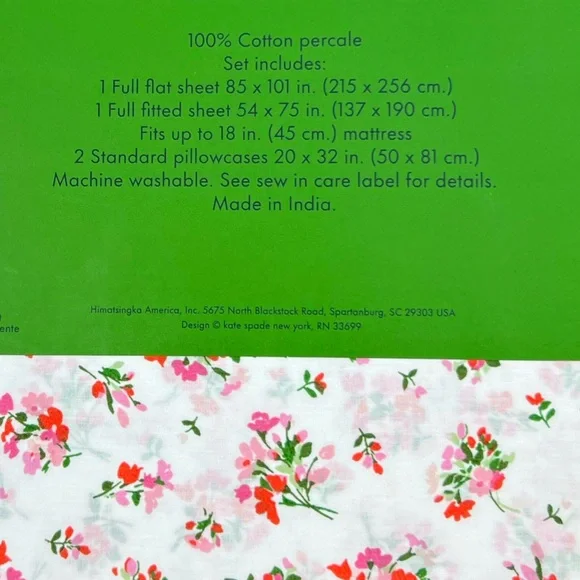 100% Cotton percale
Set includes:
1 Full flat sheet 85 x 101 in. (215 x 256 cm.)
1 Full fitted sheet 54 x 75 in. (137 x 190 cm.)
Fits up to 18 in. (45 cm.) mattress
2 Standard pillowcases 20 x 32 in. (50 x 81 cm.)
Machine washable. See sew in care label for details.
Made in India.
Himatsingka America, Inc. 5675 North Blackstock Road, Spartanburg, SC 29303 USA
ente
Design © kate spade new york, RN 33699